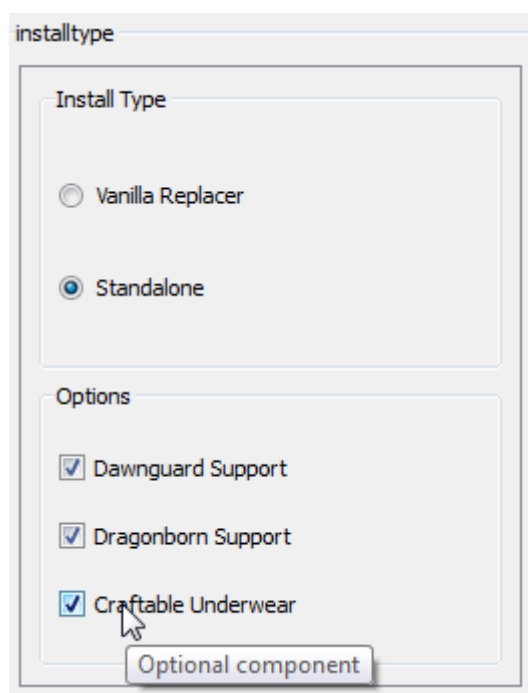 installtype
Install Type
Vanilla Replacer
Standalone
Options
Dawnguard Support
Dragonborn Support
Craftable Underwear
Optional component